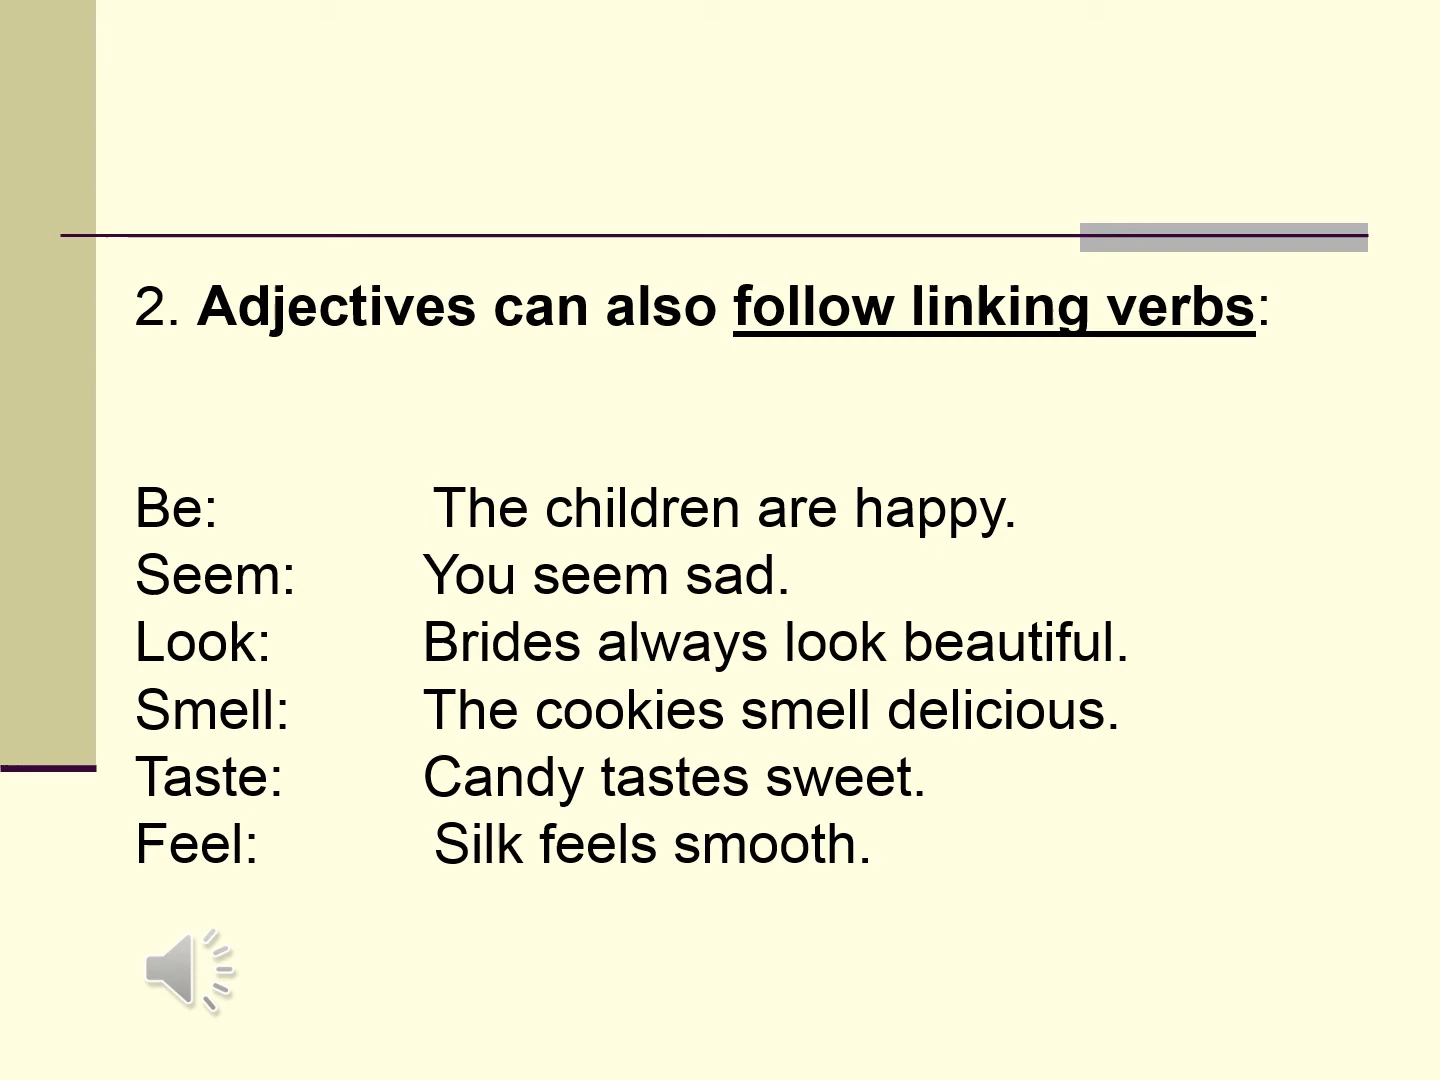 2. Adjectives can also follow linking verbs:
Be: The children are happy.
Seem: You seem sad.
Look: Brides always look beautiful.
Smell: The cookies smell delicious.
Taste: Candy tastes sweet.
Feel: Silk feels smooth.